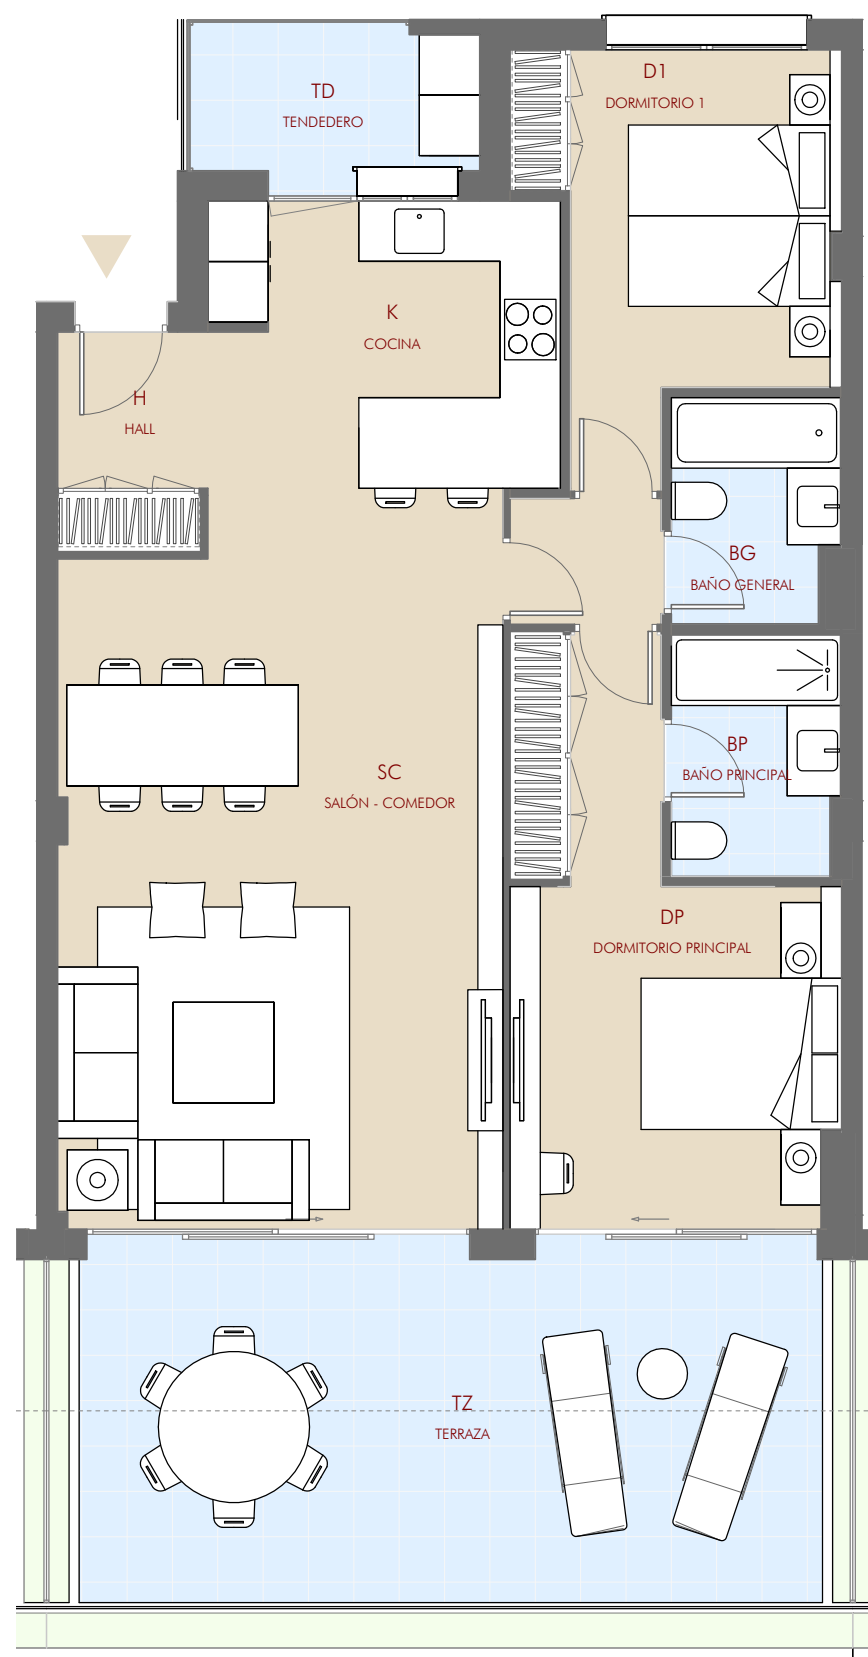 D1
DORMITORIO 1
TD
TENDEDERO
K
COCINA
H
HALL
BG
BAÑO GENERAL
BP
BAÑO PRINCIPAL
SC
SALÓN - COMEDOR
DP
DORMITORIO PRINCIPAL
TZ
TERRAZA